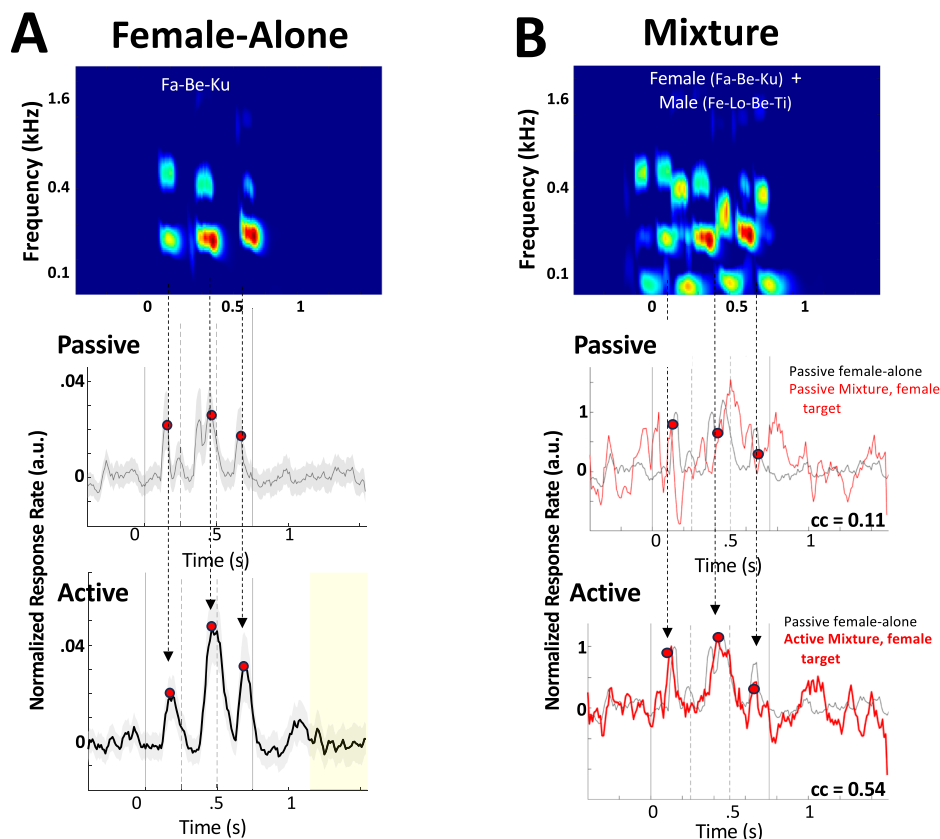 A
Female-Alone
Fa-Be-Ku
Frequency (kHz)
1.6
0.4
0.1
0
0.5
1
Passive
.04
0
0
.5
1
Time (s)
Normalized Response Rate (a.u.)
Active
.04
0
0
.5
1
Time (s)
B
Mixture
Female (Fa-Be-Ku) +
Male (Fe-Lo-Be-Ti)
Frequency (kHz)
1.6
0.4
0.1
0
0.5
1
Passive
Passive female-alone
Passive Mixture, female
target
1
0
cc = 0.11
0
.5
1
Time (s)
Normalized Response Rate (a.u.)
Active
Passive female-alone
Active Mixture, female
target
1
0
cc = 0.54
0
.5
1
Time (s)